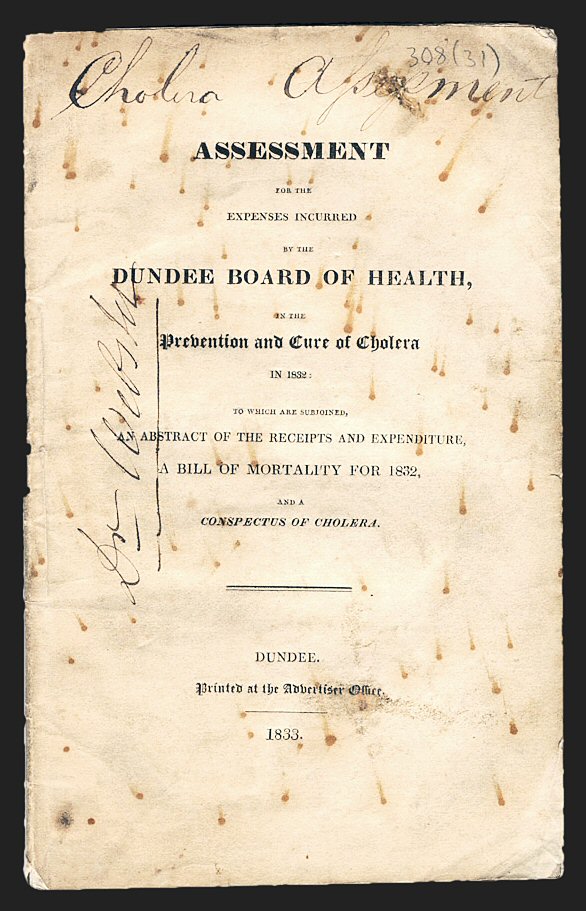 308(31)
Cholera Assessment
ASSESSMENT
FOR THE
EXPENSES INCURRED
BY THE
DUNDEE BOARD OF HEALTH,
IN THE
Prevention and Cure of Cholera
IN 1832:
TO WHICH ARE SUBJOINED,
AN ABSTRACT OF THE RECEIPTS AND EXPENDITURE,
A BILL OF MORTALITY FOR 1832,
AND A
CONSPECTUS OF CHOLERA.
Dr Webster
DUNDEE.
Printed at the Advertiser Office.
1833.